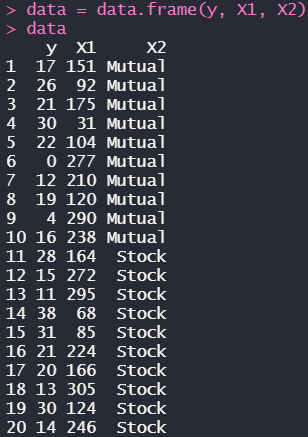 > data = data.frame(y, X1, X2)
> data
    y  X1     X2
1  17 151 Mutual
2  26  92 Mutual
3  21 175 Mutual
4  30  31 Mutual
5  22 104 Mutual
6   0 277 Mutual
7  12 210 Mutual
8  19 120 Mutual
9   4 290 Mutual
10 16 238 Mutual
11 28 164  Stock
12 15 272  Stock
13 11 295  Stock
14 38  68  Stock
15 31  85  Stock
16 21 224  Stock
17 20 166  Stock
18 13 305  Stock
19 30 124  Stock
20 14 246  Stock